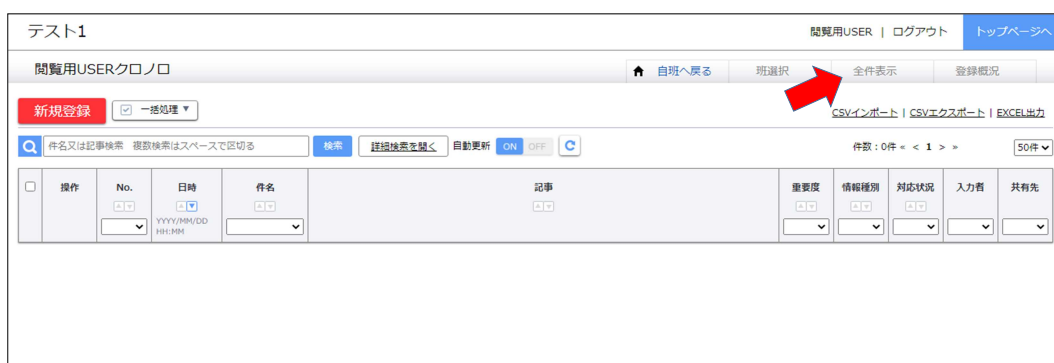 テスト1
閲覧用USER | ログアウト トップページへ
閲覧用USERクロノロ
自班へ戻る 班選択 全件表示 登録概況
新規登録 一括処理▼
CSVインポート | CSVエクスポート | EXCEL出力
件名又は記事検索 複数検索はスペースで区切る 検索 詳細検索を開く 自動更新 ON OFF
件数：0件 « < 1 > » 50件
操作 No. 日時 件名 記事 重要度 情報種別 対応状況 入力者 共有先
YYYY/MM/DD
HH:MM